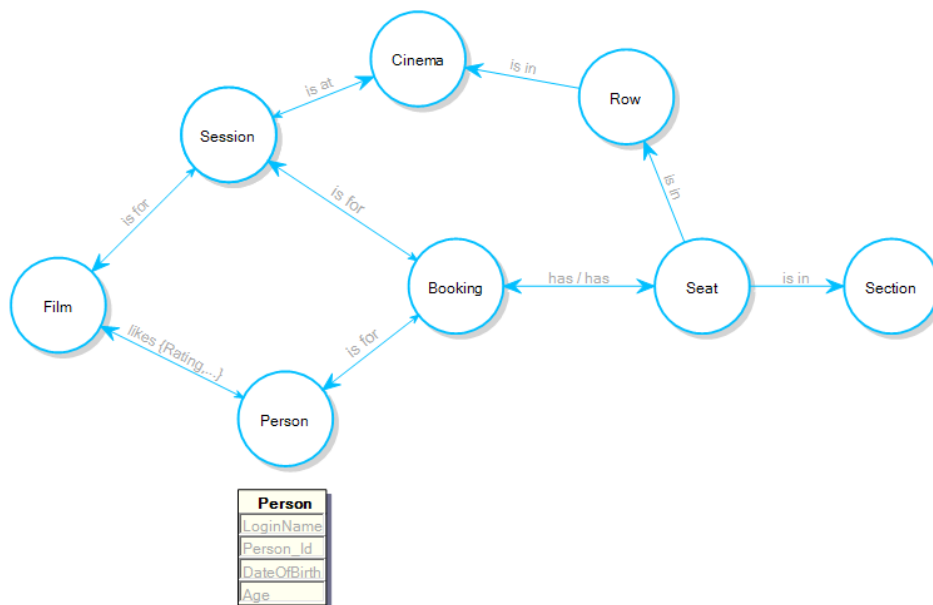 Cinema
is in
Row
is at
Session
is in
is for
is for
Booking
has / has
Seat
is in
Section
Film
likes {Rating,...}
is for
Person
Person
LoginName
Person_Id
DateOfBirth
Age